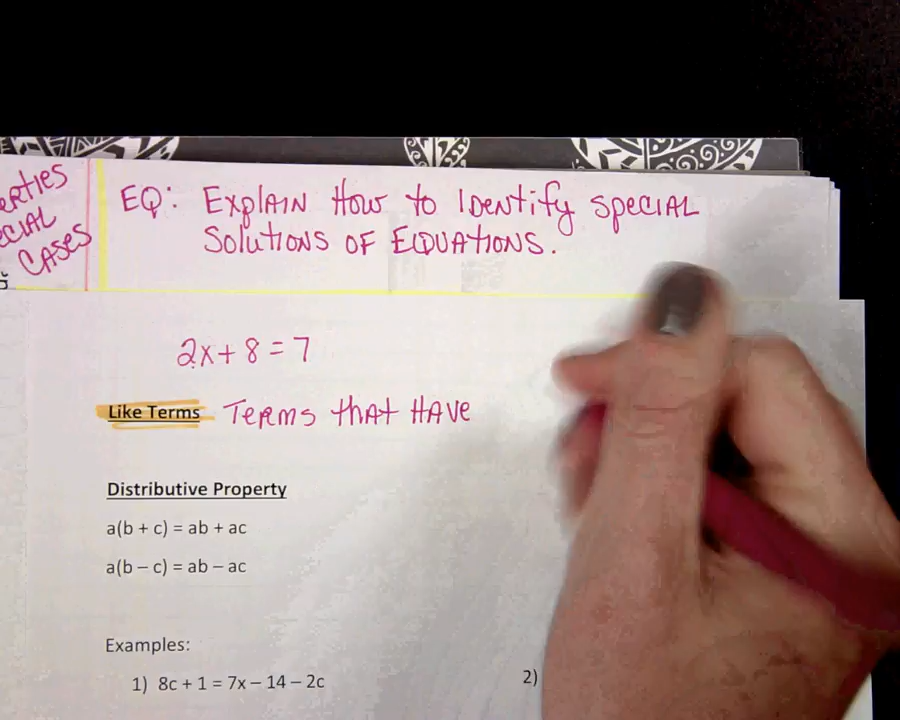 ERTIES
ECIAL
CASES
EQ: EXPLAIN HOW to IDENtify SPECIAL
SOLUTIONS OF EQUATIONS.
2x + 8 = 7
Like Terms TERMS thAt HAVE
Distributive Property
a(b + c) = ab + ac
a(b – c) = ab – ac
Examples:
1) 8c + 1 = 7x – 14 – 2c
2)